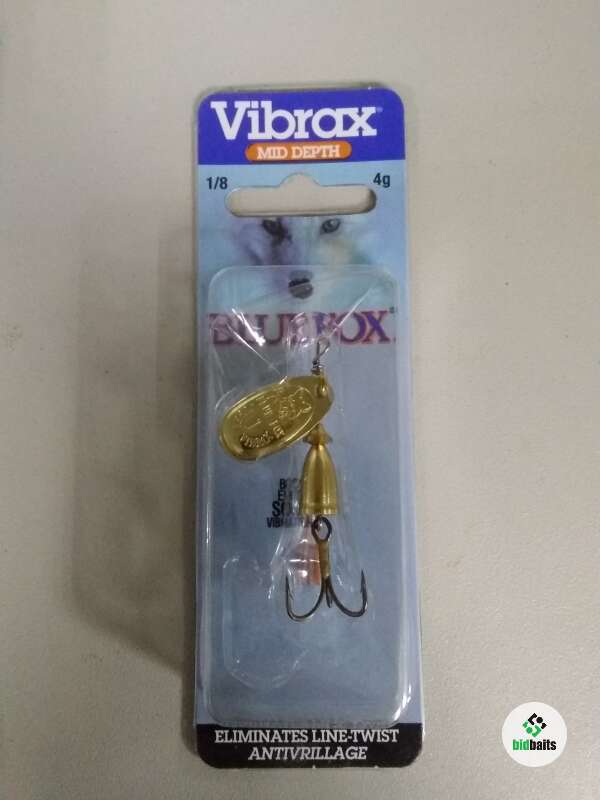 Vibrax®
MID DEPTH
1/8 4g
BLUE FOX
ELIMINATES LINE-TWIST
ANTIVRILLAGE
bidbaits